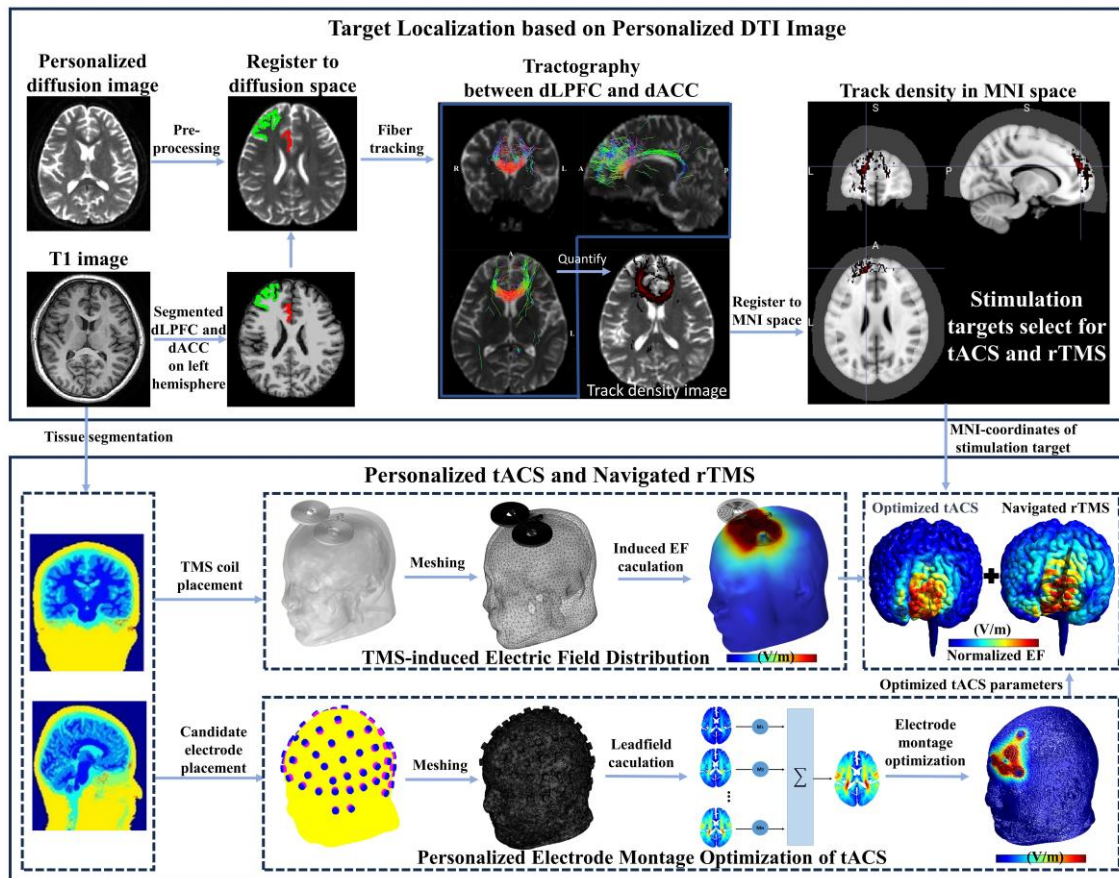 Target Localization based on Personalized DTI Image
Personalized
diffusion image
Register to
diffusion space
Tractography
between dLPFC and dACC
Track density in MNI space
Pre-
processing
Fiber
tracking
R
L
A
P
S
S
L
P
A
L
T1 image
Segmented
dLPFC and
dACC
on left
hemisphere
A
L
Quantify
Track density image
Register to
MNI space
Stimulation
targets select for
tACS and rTMS
Tissue segmentation
MNI-coordinates of
stimulation target
Personalized tACS and Navigated rTMS
TMS coil
placement
Meshing
Induced EF
caculation
(V/m)
TMS-induced Electric Field Distribution
Optimized tACS
Navigated rTMS
+
(V/m)
Normalized EF
Optimized tACS parameters
Candidate
electrode
placement
Meshing
Leadfield
caculation
M₁
M₂
⋮
∑
Electrode
montage
optimization
(V/m)
Personalized Electrode Montage Optimization of tACS